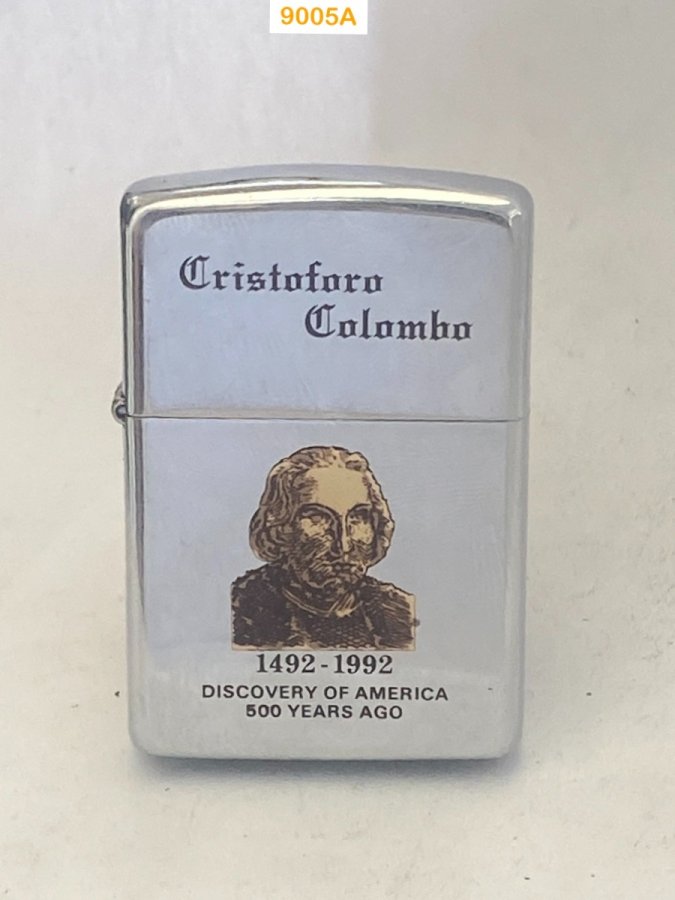 9005A
Cristoforo
Colombo
1492-1992
DISCOVERY OF AMERICA
500 YEARS AGO